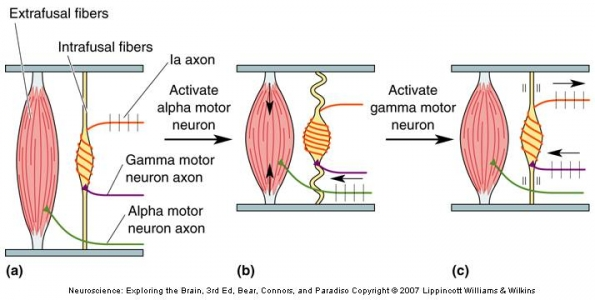 Extrafusal fibers
Intrafusal fibers
Ia axon
Gamma motor
neuron axon
Alpha motor
neuron axon
Activate
alpha motor
neuron
Activate
gamma motor
neuron
(a)
(b)
(c)
Neuroscience: Exploring the Brain, 3rd Ed, Bear, Connors, and Paradiso Copyright © 2007 Lippincott Williams & Wilkins